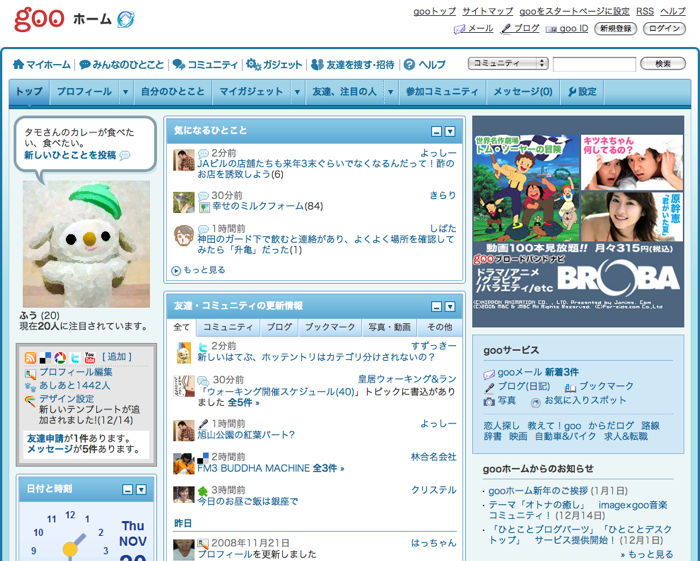 goo ホーム
gooトップ サイトマップ gooをスタートページに設定 RSS ヘルプ
メール ブログ goo ID 新規登録 ログイン
マイホーム みんなのひとこと コミュニティ ガジェット 友達を捜す・招待 ヘルプ コミュニティ 検索
トップ プロフィール 自分のひとこと マイガジェット 友達、注目の人 参加コミュニティ メッセージ(0) 設定
タモさんのカレーが食べた
い、食べたい。
新しいひとことを投稿
ふう (20)
現在20人に注目されています。
You Tube
[ 追加 ]
プロフィール編集
あしあと1442人
デザイン設定
新しいテンプレートが追
加されました!(12/14)
友達申請が1件あります。
メッセージが5件あります。
日付と時刻
11 12 1
10 2
9 3
Thu
NOV
20
気になるひとこと
2分前 よっしー
JAビルの店舗たちも来年3末ぐらいでなくなるんだって！酢の
お店を誘致しよう(6)
30分前 きらり
幸せのミルクフォーム(84)
1時間前 しばた
神田のガード下で飲むと連絡があり、よくよく場所を確認して
みたら「升亀」だった(1)
もっと見る
友達・コミュニティの更新情報
全て コミュニティ ブログ ブックマーク 写真・動画 その他
2分前 すずっきー
新しいはてぶ、ホッテントリはカテゴリ分けされないの？
30分前 皇居ウォーキング&ラン
「ウォーキング開催スケジュール(40)」トピックに書込があり
ました 全5件 »
1時間前 よっしー
旭山公園の紅葉パート?
2時間前 林合名会社
FM3 BUDDHA MACHINE 全3件 »
3時間前 クリステル
今日のお昼ご飯は銀座で
昨日
2008年11月21日 はっちゃん
プロフィールを更新しました
世界名作劇場
トム・ソーヤーの冒険
キツネちゃん
何してるの？
原幹恵
『君がいた夏』
動画100本見放題!! 月々315円(税込)
gooブロードバンドナビ
ドラマ/アニメ
/グラビア
/バラエティ/etc
BROBA
gooサービス
gooメール 新着3件
ブログ(日記) ブックマーク
写真 お気に入りスポット
恋人探し 教えて！goo からだログ 路線
辞書 映画 自動車&バイク 求人&転職
gooホームからのお知らせ
gooホーム新年のご挨拶 (1月1日)
テーマ「オトナの癒し」 image×goo音楽
コミュニティ！ (12月14日)
「ひとことブログパーツ」「ひとことデスク
トップ」 サービス提供開始！ (12月1日)
» もっと見る